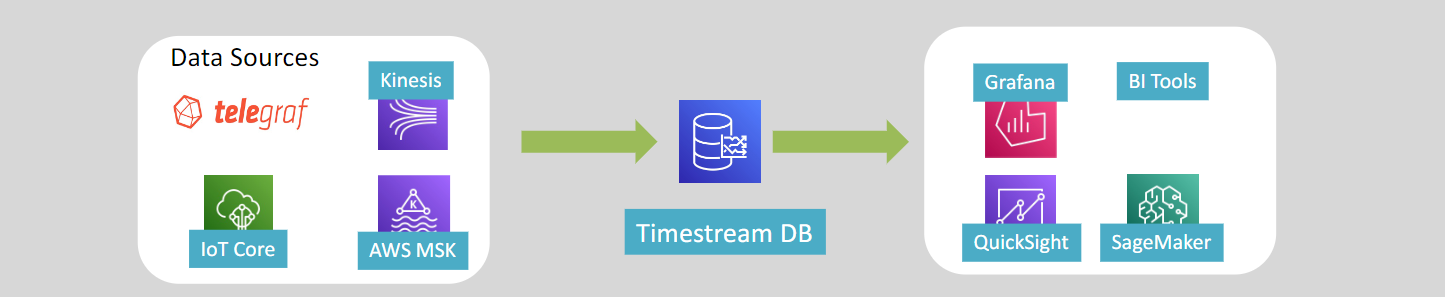 Data Sources
Kinesis
telegraf
K
IoT Core
AWS MSK
Timestream DB
Grafana
BI Tools
QuickSight
SageMaker